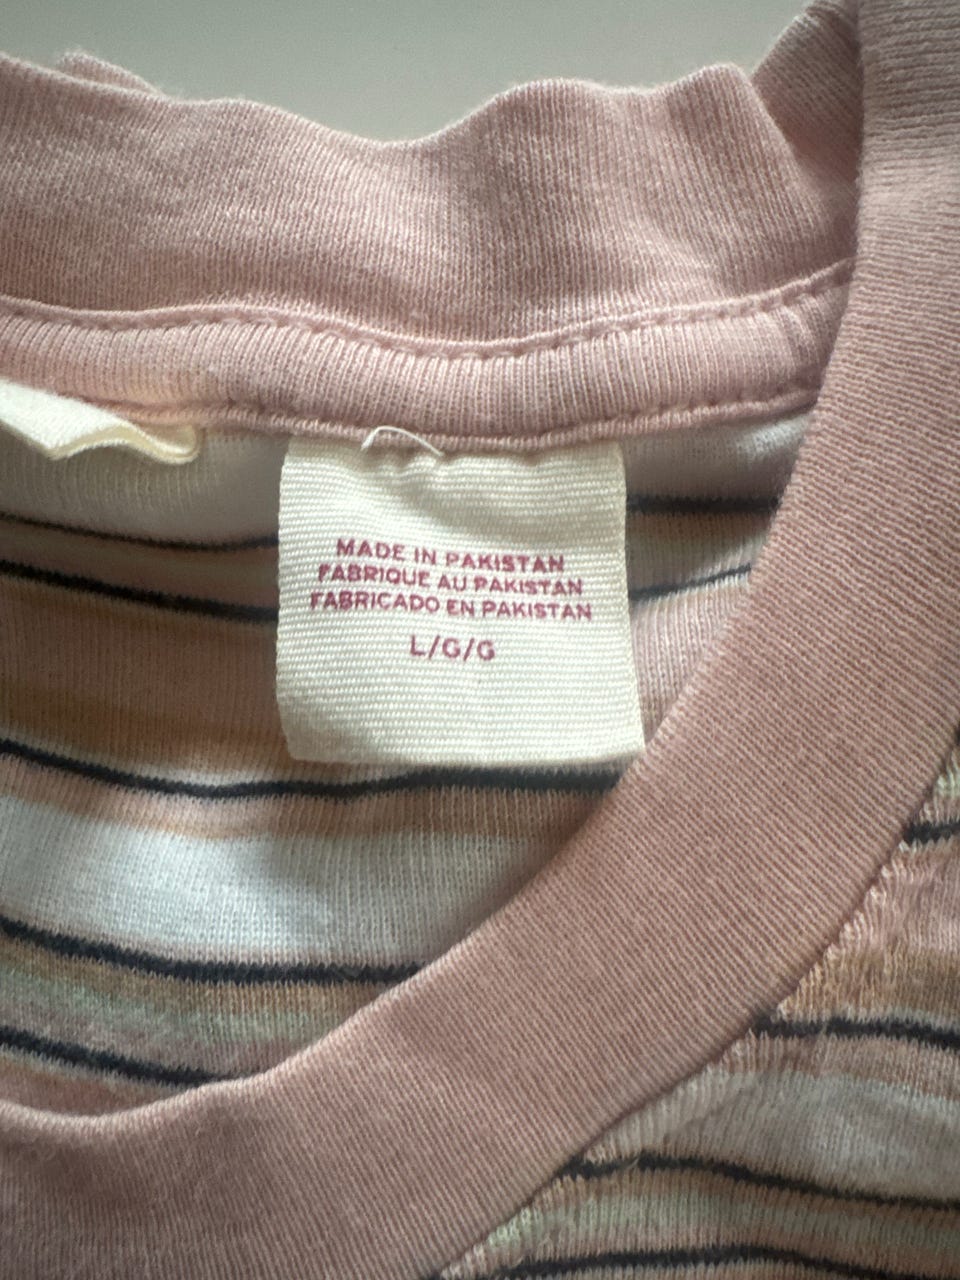 MADE IN PAKISTAN
FABRIQUE AU PAKISTAN
FABRICADO EN PAKISTAN
L/G/G